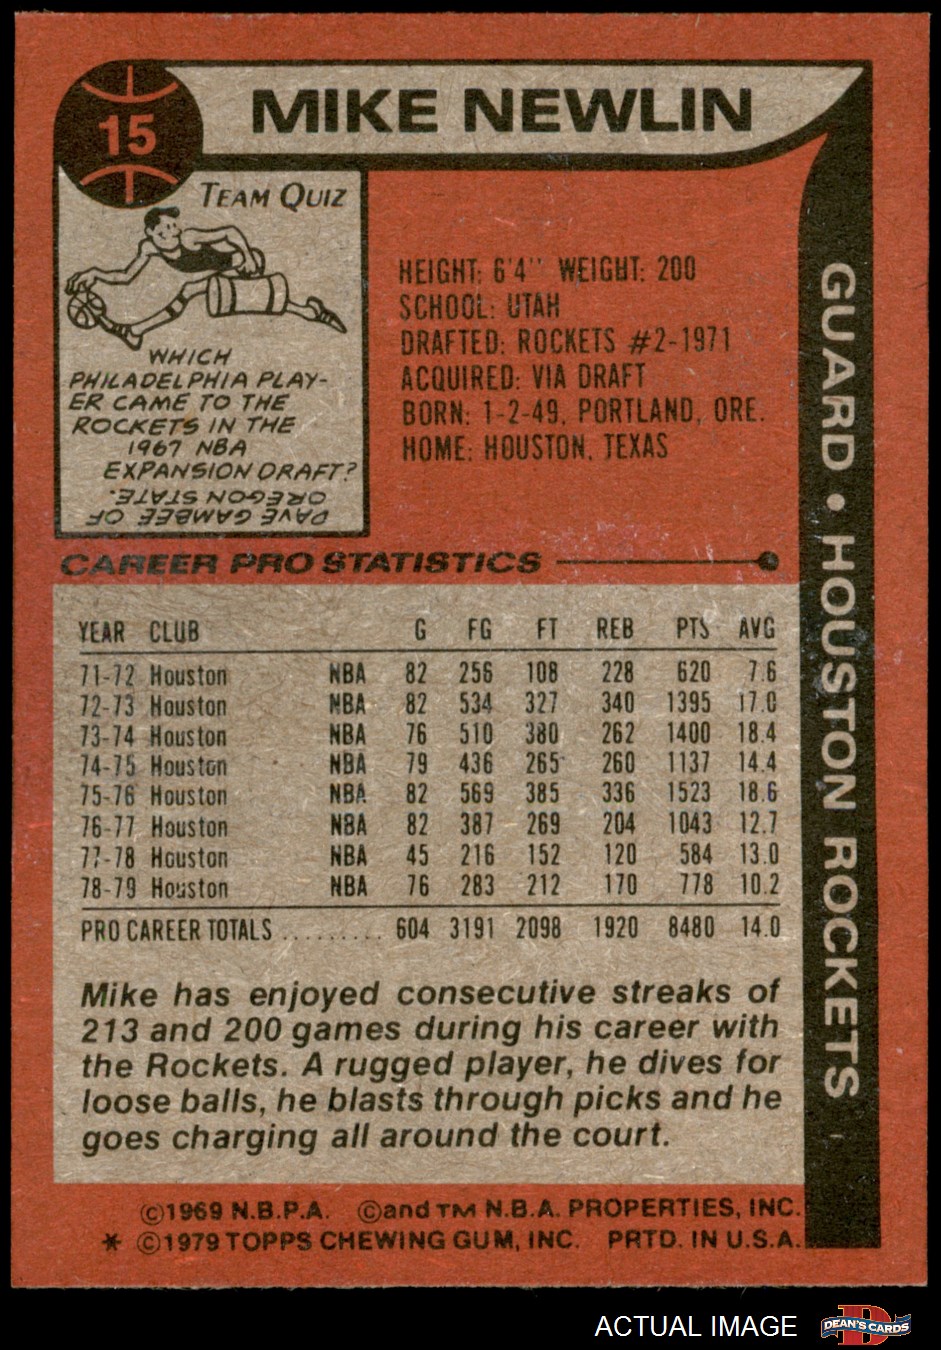 15
MIKE NEWLIN
TEAM QUIZ
WHICH
PHILADELPHIA PLAY-
ER CAME TO THE
ROCKETS IN THE
1967 NBA
EXPANSION DRAFT?
DAVE GAMBEE OF
OREGON STATE.
HEIGHT: 6'4" WEIGHT: 200
SCHOOL: UTAH
DRAFTED: ROCKETS #2-1971
ACQUIRED: VIA DRAFT
BORN: 1-2-49, PORTLAND, ORE.
HOME: HOUSTON, TEXAS
GUARD • HOUSTON ROCKETS
CAREER PRO STATISTICS
YEAR CLUB G FG FT REB PTS AVG
71-72 Houston NBA 82 256 108 228 620 7.6
72-73 Houston NBA 82 534 327 340 1395 17.0
73-74 Houston NBA 76 510 380 262 1400 18.4
74-75 Houston NBA 79 436 265 260 1137 14.4
75-76 Houston NBA 82 569 385 336 1523 18.6
76-77 Houston NBA 82 387 269 204 1043 12.7
77-78 Houston NBA 45 216 152 120 584 13.0
78-79 Houston NBA 76 283 212 170 778 10.2
PRO CAREER TOTALS ......... 604 3191 2098 1920 8480 14.0
Mike has enjoyed consecutive streaks of
213 and 200 games during his career with
the Rockets. A rugged player, he dives for
loose balls, he blasts through picks and he
goes charging all around the court.
©1969 N.B.P.A. ©and TM N.B.A. PROPERTIES, INC.
* ©1979 TOPPS CHEWING GUM, INC. PRTD. IN U.S.A.
ACTUAL IMAGE
D
DEAN'S CARDS